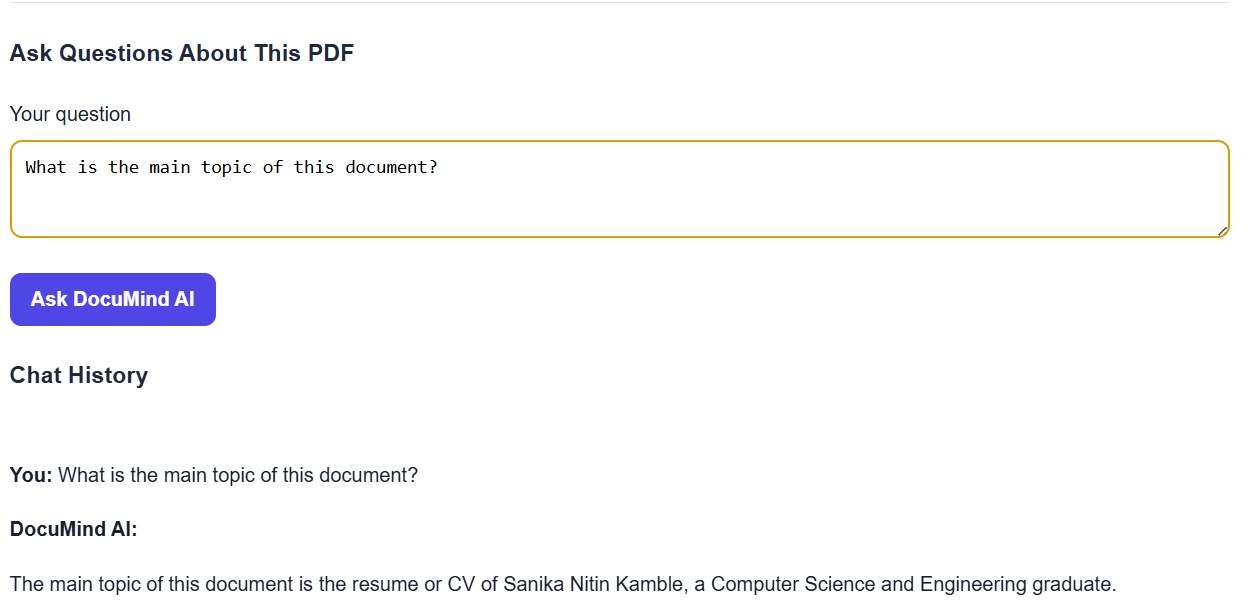 Ask Questions About This PDF
Your question
What is the main topic of this document?
Ask DocuMind AI
Chat History
You: What is the main topic of this document?
DocuMind AI:
The main topic of this document is the resume or CV of Sanika Nitin Kamble, a Computer Science and Engineering graduate.